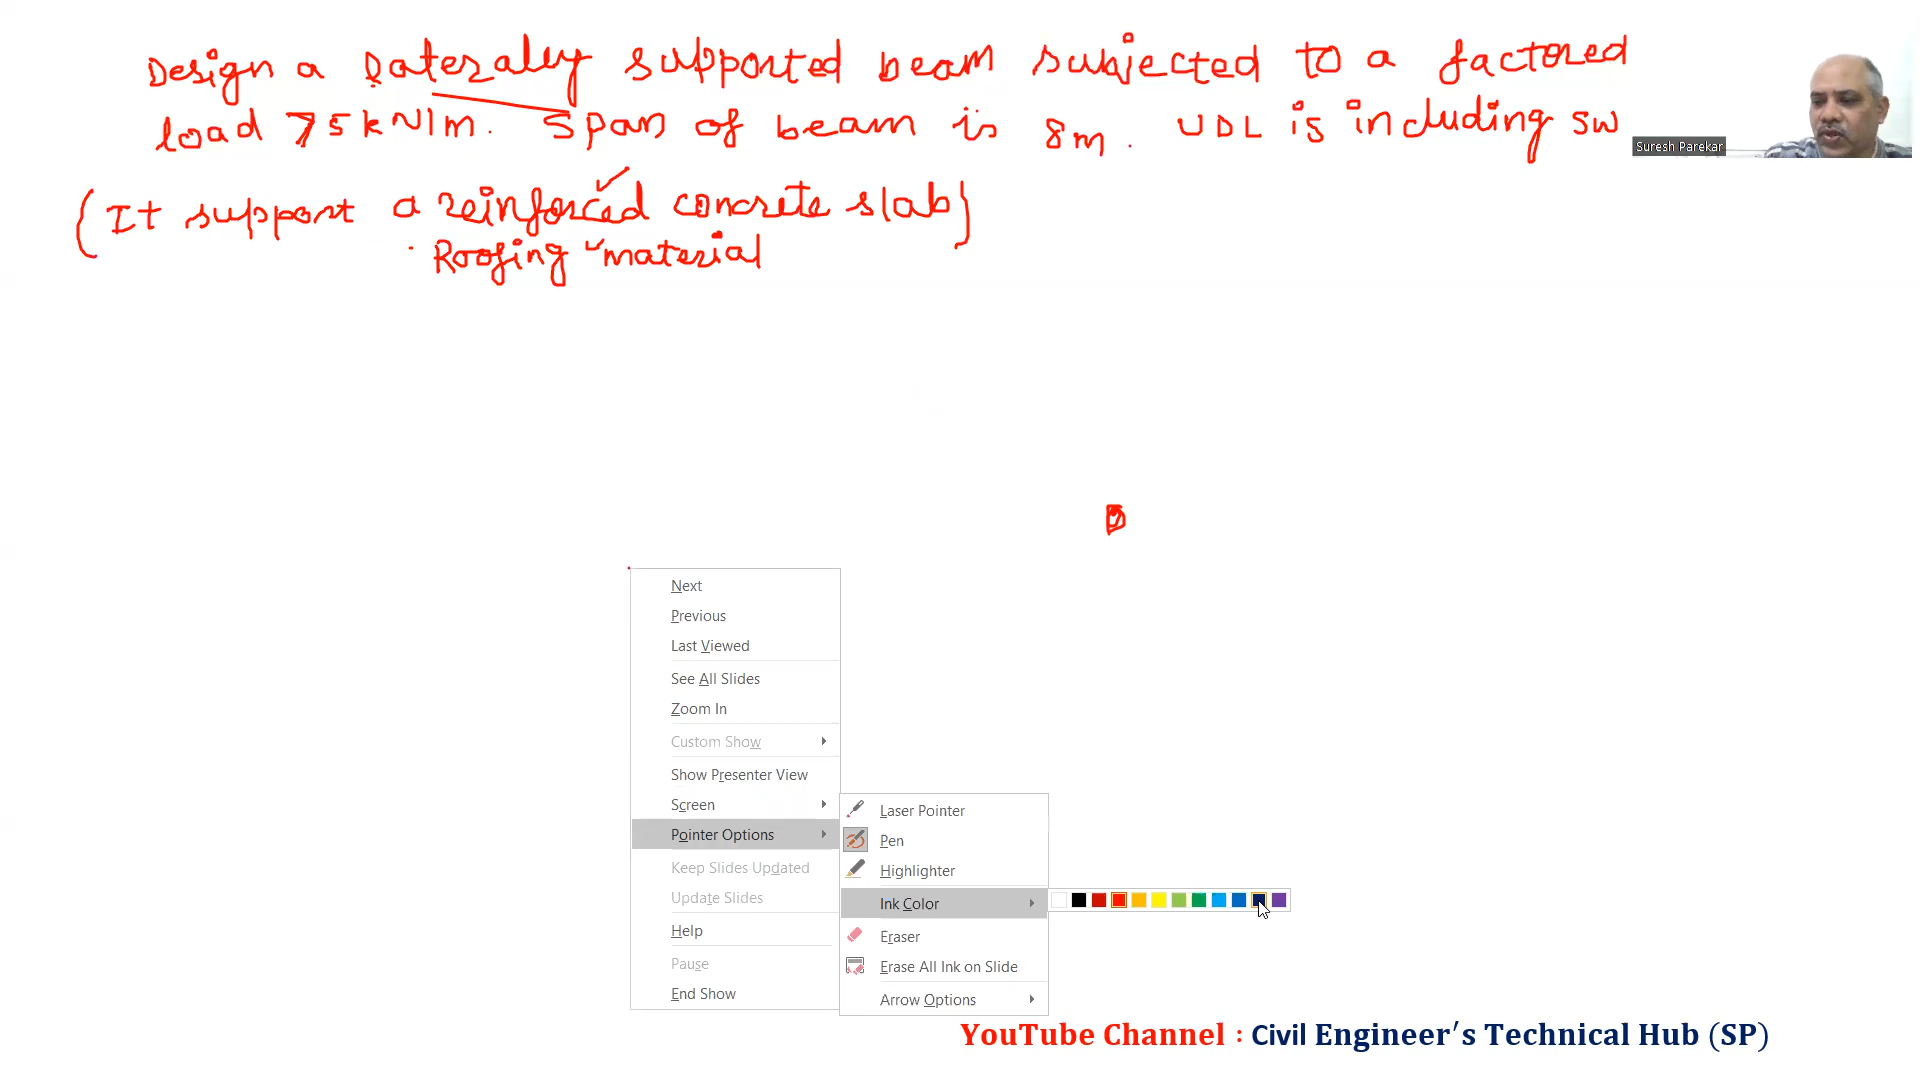 Design a Laterally supported beam subjected to a factored
load 75kN/m. Span of beam is 8m. UDL is including SW
Suresh Parekar
(It support a reinforced concrete slab)
Roofing material
Next
Previous
Last Viewed
See All Slides
Zoom In
Custom Show
Show Presenter View
Screen
Pointer Options
Keep Slides Updated
Update Slides
Help
Pause
End Show
Laser Pointer
Pen
Highlighter
Ink Color
Eraser
Erase All Ink on Slide
Arrow Options
YouTube Channel : Civil Engineer's Technical Hub (SP)